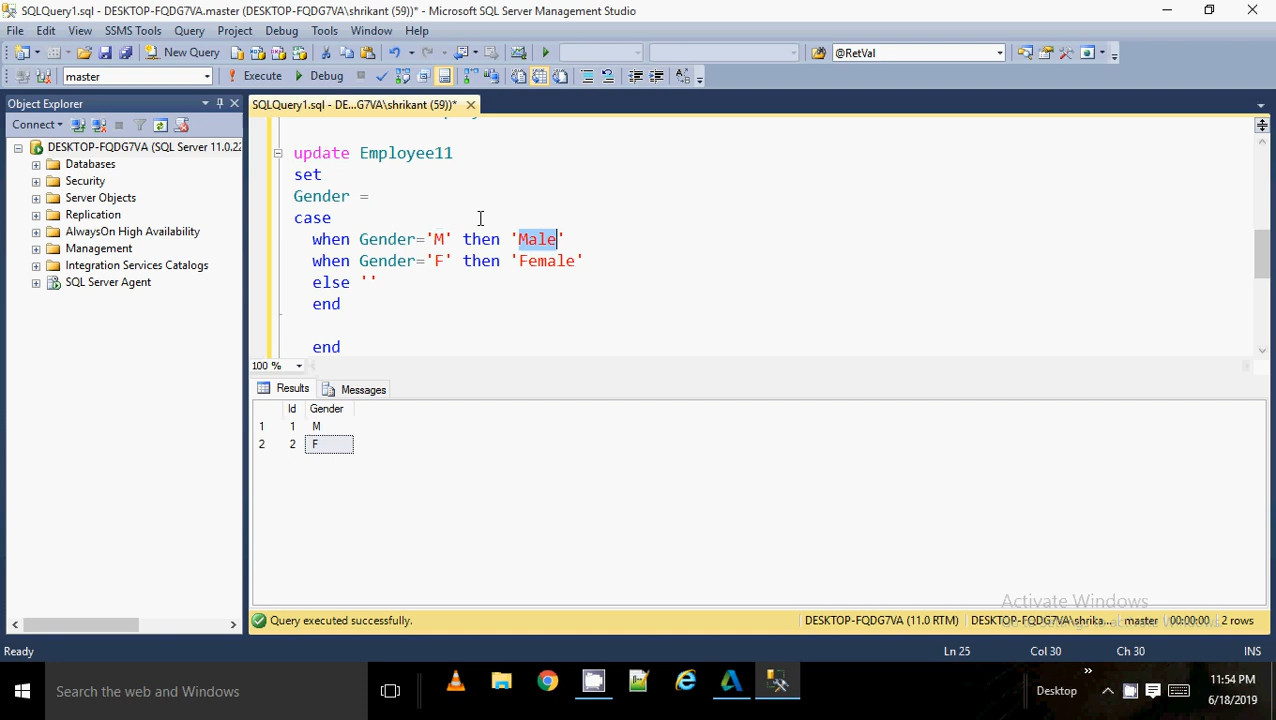 SQLQuery1.sql - DESKTOP-FQDG7VA.master (DESKTOP-FQDG7VA\shrikant (59))* - Microsoft SQL Server Management Studio
File Edit View SSMS Tools Query Project Debug Tools Window Help
New Query
@RetVal
master
Execute
Debug
Object Explorer
SQLQuery1.sql - DE...G7VA\shrikant (59))*
Connect
DESKTOP-FQDG7VA (SQL Server 11.0.22
Databases
Security
Server Objects
Replication
AlwaysOn High Availability
Management
Integration Services Catalogs
SQL Server Agent
update Employee11
set
Gender =
case
when Gender='M' then 'Male'
when Gender='F' then 'Female'
else ''
end
end
100 %
Results Messages
Id Gender
1 1 M
2 2 F
Activate Windows
Query executed successfully.
DESKTOP-FQDG7VA (11.0 RTM) DESKTOP-FQDG7VA\shrika... master 00:00:00 2 rows
Ready Ln 25 Col 30 Ch 30 INS
Search the web and Windows
Desktop
11:54 PM
6/18/2019